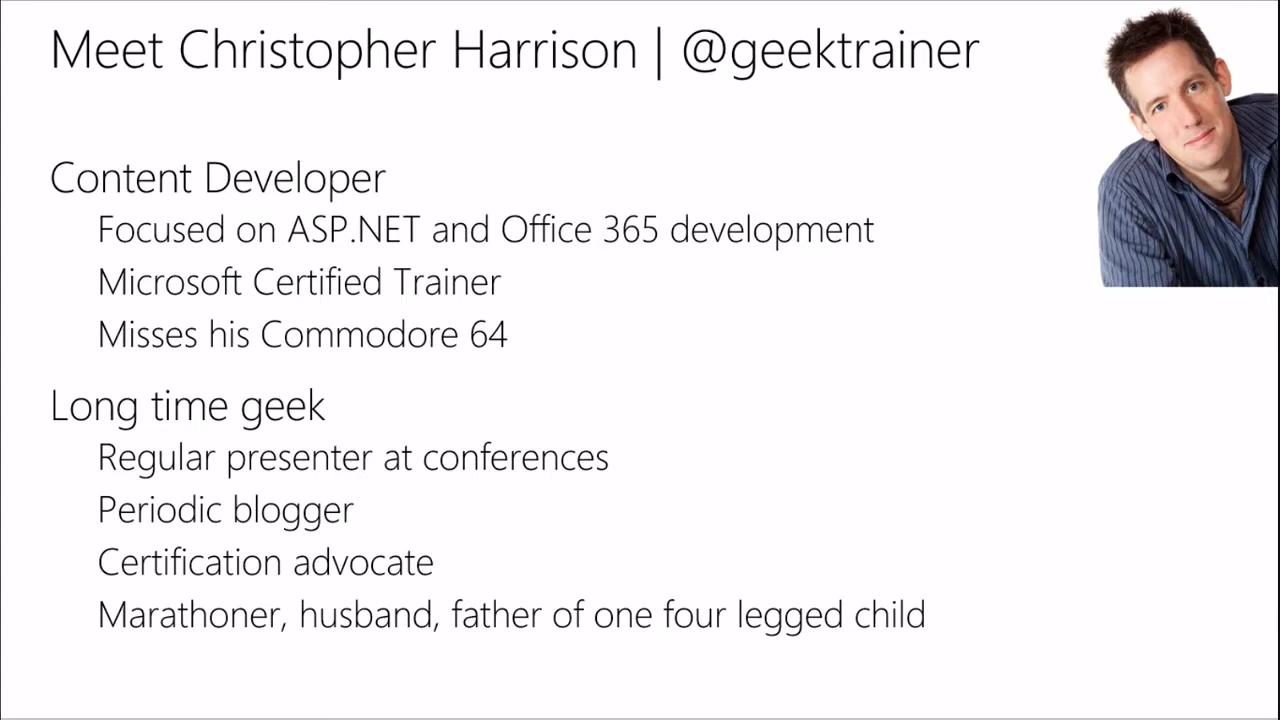 Meet Christopher Harrison | @geektrainer
Content Developer
Focused on ASP.NET and Office 365 development
Microsoft Certified Trainer
Misses his Commodore 64
Long time geek
Regular presenter at conferences
Periodic blogger
Certification advocate
Marathoner, husband, father of one four legged child